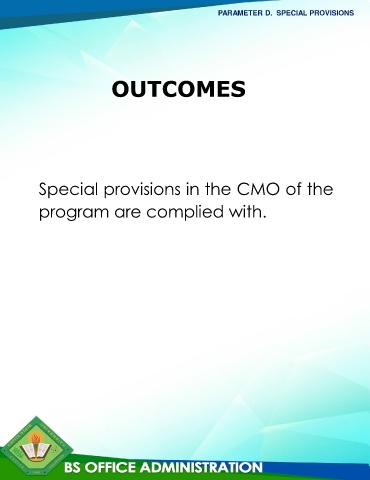 PARAMETER D.  SPECIAL PROVISIONS
OUTCOMES
Special provisions in the CMO of the
program are complied with.
BS OFFICE ADMINISTRATION